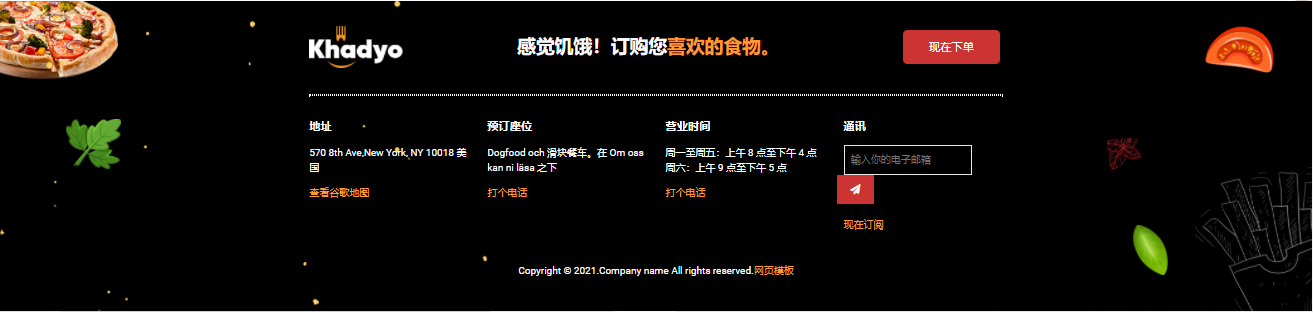 Khadyo
感觉饥饿！订购您喜欢的食物。
现在下单
地址
570 8th Ave,New York, NY 10018 美
国
查看谷歌地图
预订座位
Dogfood och 滑块餐车。在 Om oss
kan ni läsa 之下
打个电话
营业时间
周一至周五：上午 8 点至下午 4 点
周六：上午 9 点至下午 5 点
打个电话
通讯
输入你的电子邮箱
现在订阅
Copyright © 2021.Company name All rights reserved.网页模板